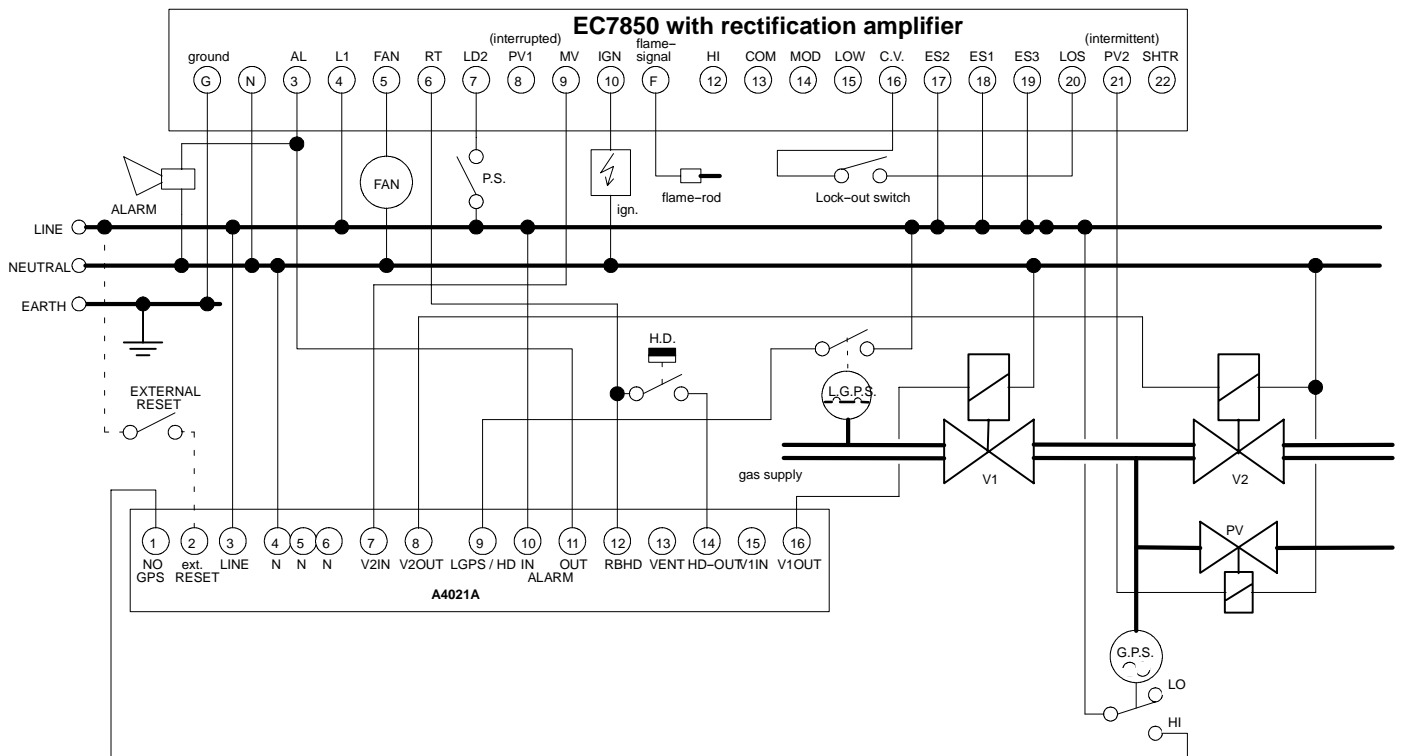 EC7850 with rectification amplifier
ground AL L1 FAN RT LD2 (interrupted) PV1 MV IGN flame-signal HI COM MOD LOW C.V. ES2 ES1 ES3 LOS (intermittent) PV2 SHTR
G N 3 4 5 6 7 8 9 10 F 12 13 14 15 16 17 18 19 20 21 22
FAN
P.S.
ign.
flame-rod
Lock-out switch
ALARM
LINE
NEUTRAL
EARTH
H.D.
EXTERNAL
RESET
L.G.P.S.
gas supply
V1
V2
PV
1 2 3 4 5 6 7 8 9 10 11 12 13 14 15 16
NO GPS ext. RESET LINE N N N V2IN V2OUT LGPS / HD IN OUT ALARM RBHD VENT HD-OUT V1IN V1OUT
A4021A
G.P.S.
LO
HI